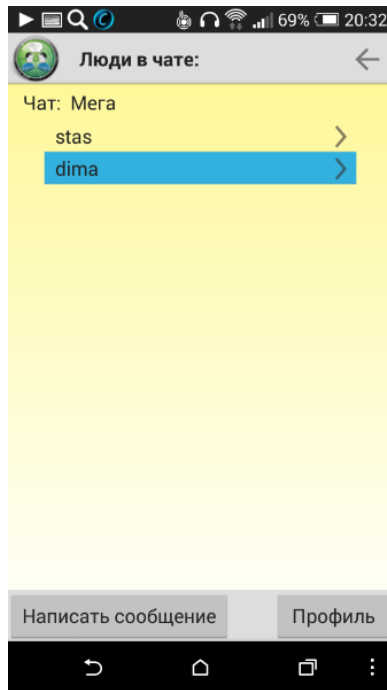 69% 20:32
Люди в чате:
Чат: Мега
stas
dima
Написать сообщение Профиль